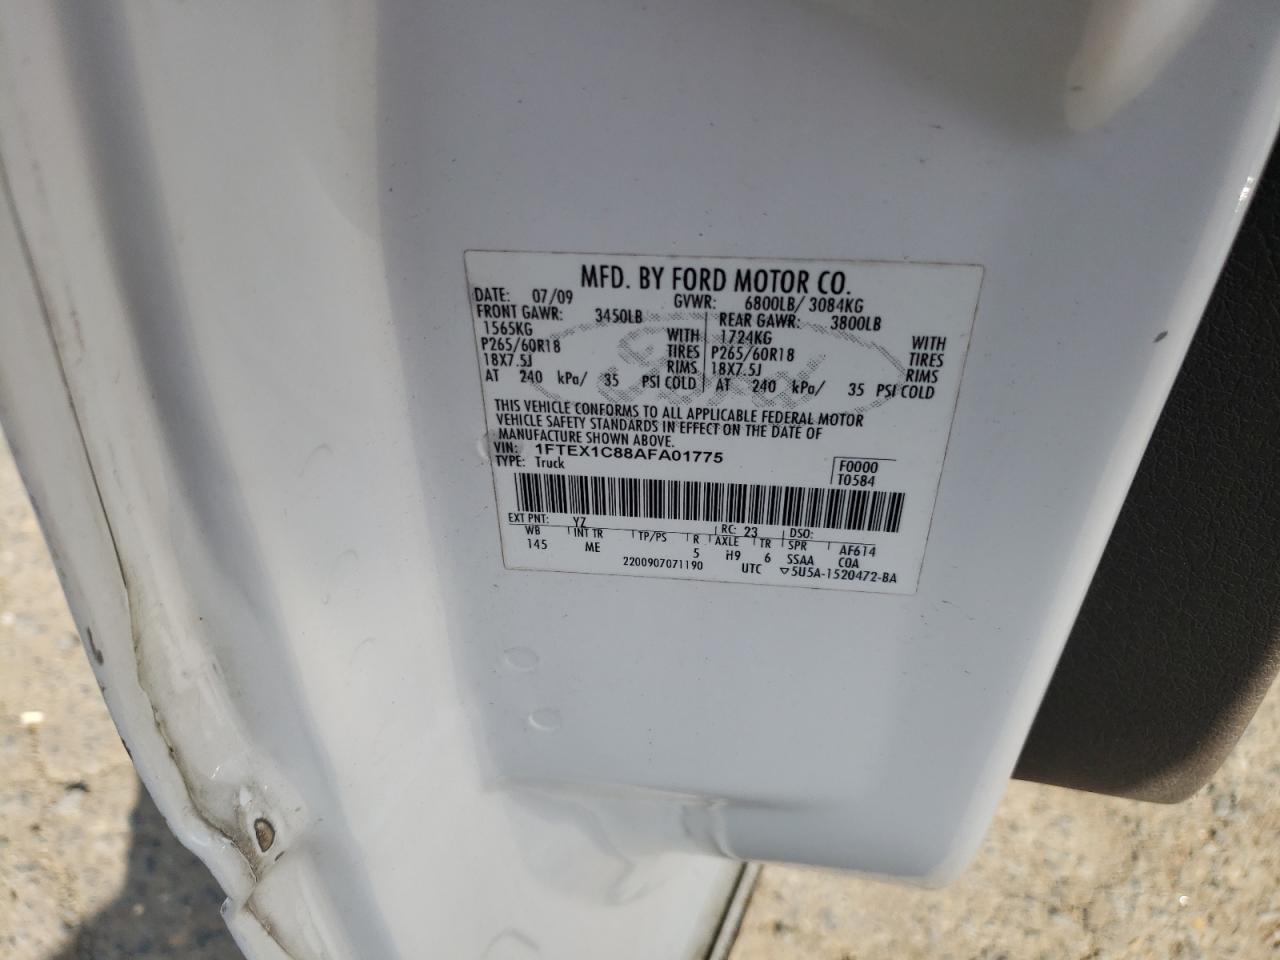 MFD. BY FORD MOTOR CO.
DATE: 07/09 GVWR: 6800LB/ 3084KG
FRONT GAWR: 3450LB REAR GAWR: 3800LB
1565KG WITH 1724KG WITH
P265/60R18 TIRES P265/60R18 TIRES
18X7.5J RIMS 18X7.5J RIMS
AT 240 kPa/ 35 PSI COLD AT 240 kPa/ 35 PSI COLD
Ford
THIS VEHICLE CONFORMS TO ALL APPLICABLE FEDERAL MOTOR
VEHICLE SAFETY STANDARDS IN EFFECT ON THE DATE OF
MANUFACTURE SHOWN ABOVE.
VIN: 1FTEX1C88AFA01775 F0000
TYPE: Truck T0584
EXT PNT: YZ RC: 23 DSO:
WB INT TR TP/PS R AXLE TR SPR AF614
145 ME 5 H9 6 SSAA C0A
2200907071190 UTC ▽5U5A-1520472-BA